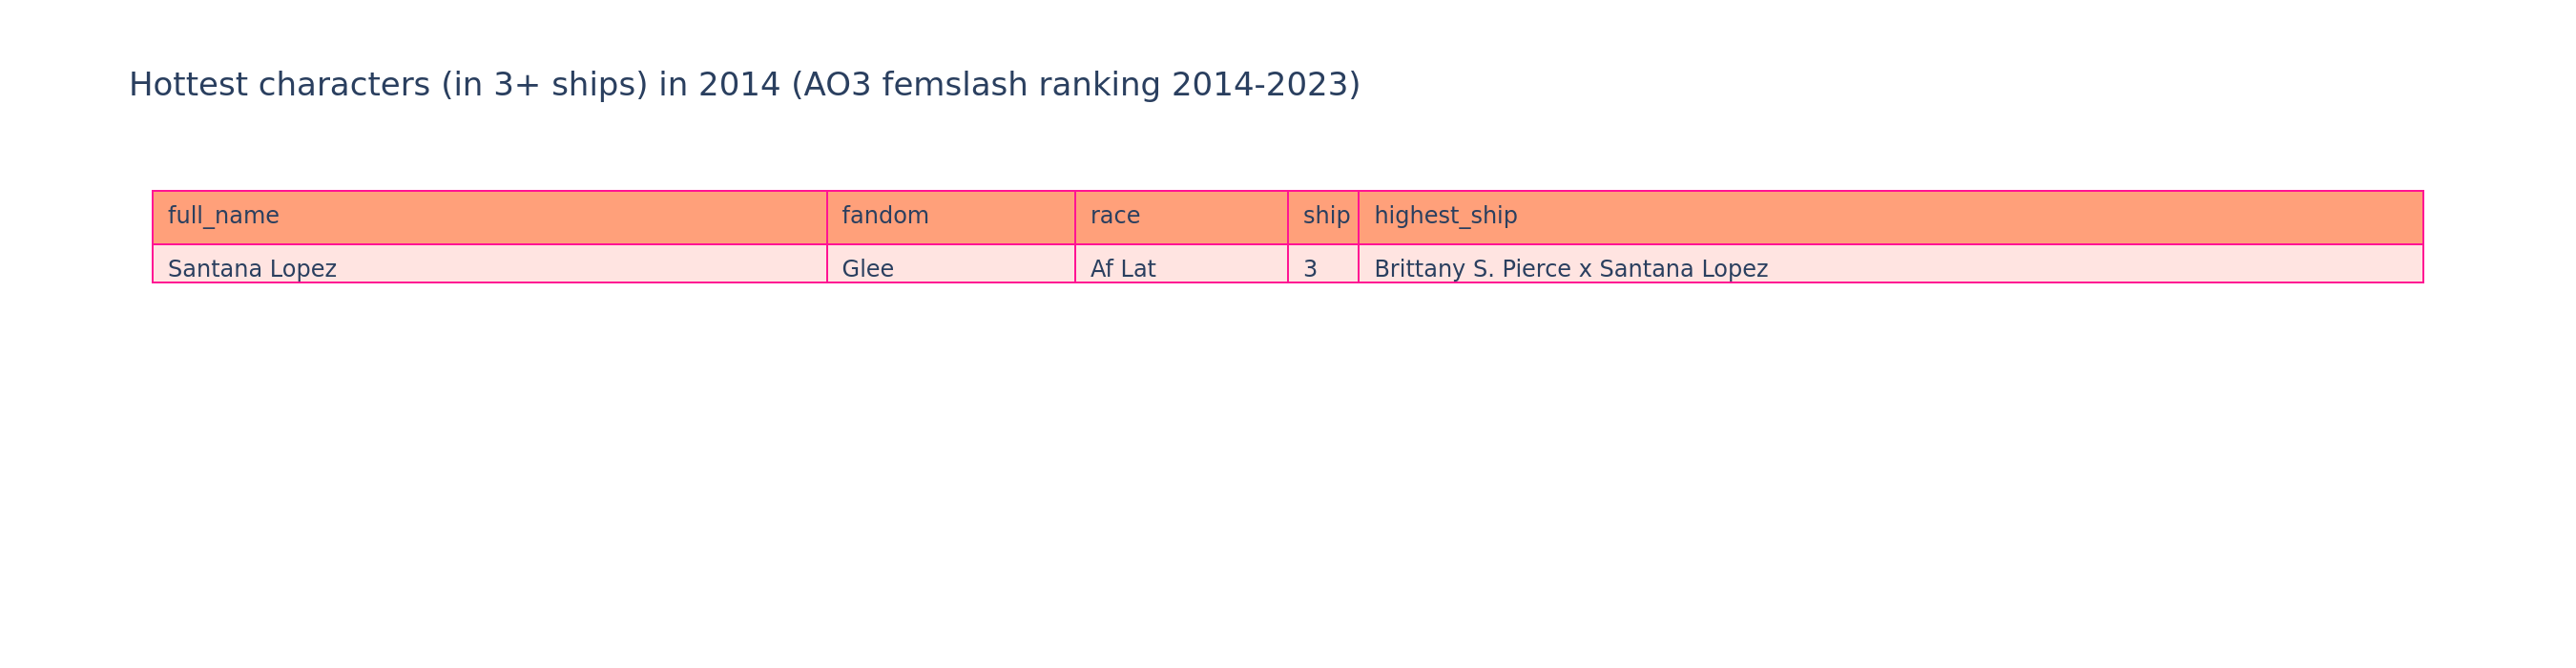 Hottest characters (in 3+ ships) in 2014 (AO3 femslash ranking 2014-2023)
full_name fandom race ship highest_ship
Santana Lopez Glee Af Lat 3 Brittany S. Pierce x Santana Lopez